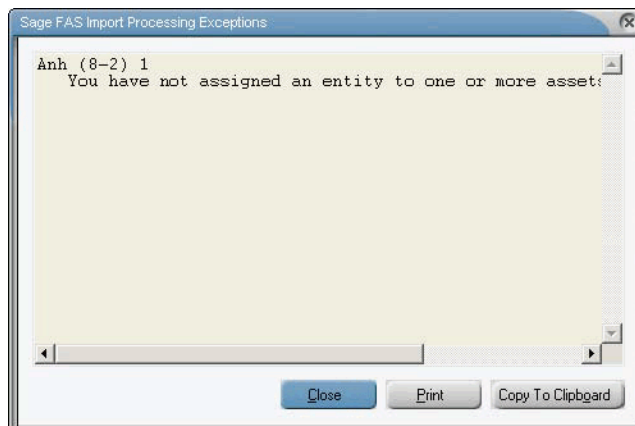 Sage FAS Import Processing Exceptions
Anh (8-2) 1
You have not assigned an entity to one or more assets
Close
Print
Copy To Clipboard